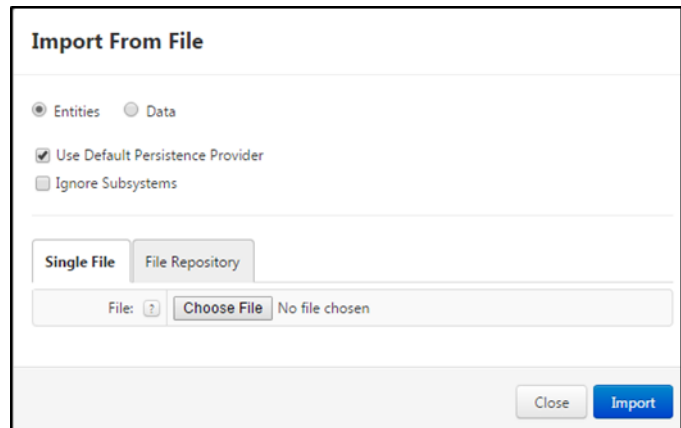 Import From File
Entities Data
Use Default Persistence Provider
Ignore Subsystems
Single File File Repository
File: ? Choose File No file chosen
Close Import